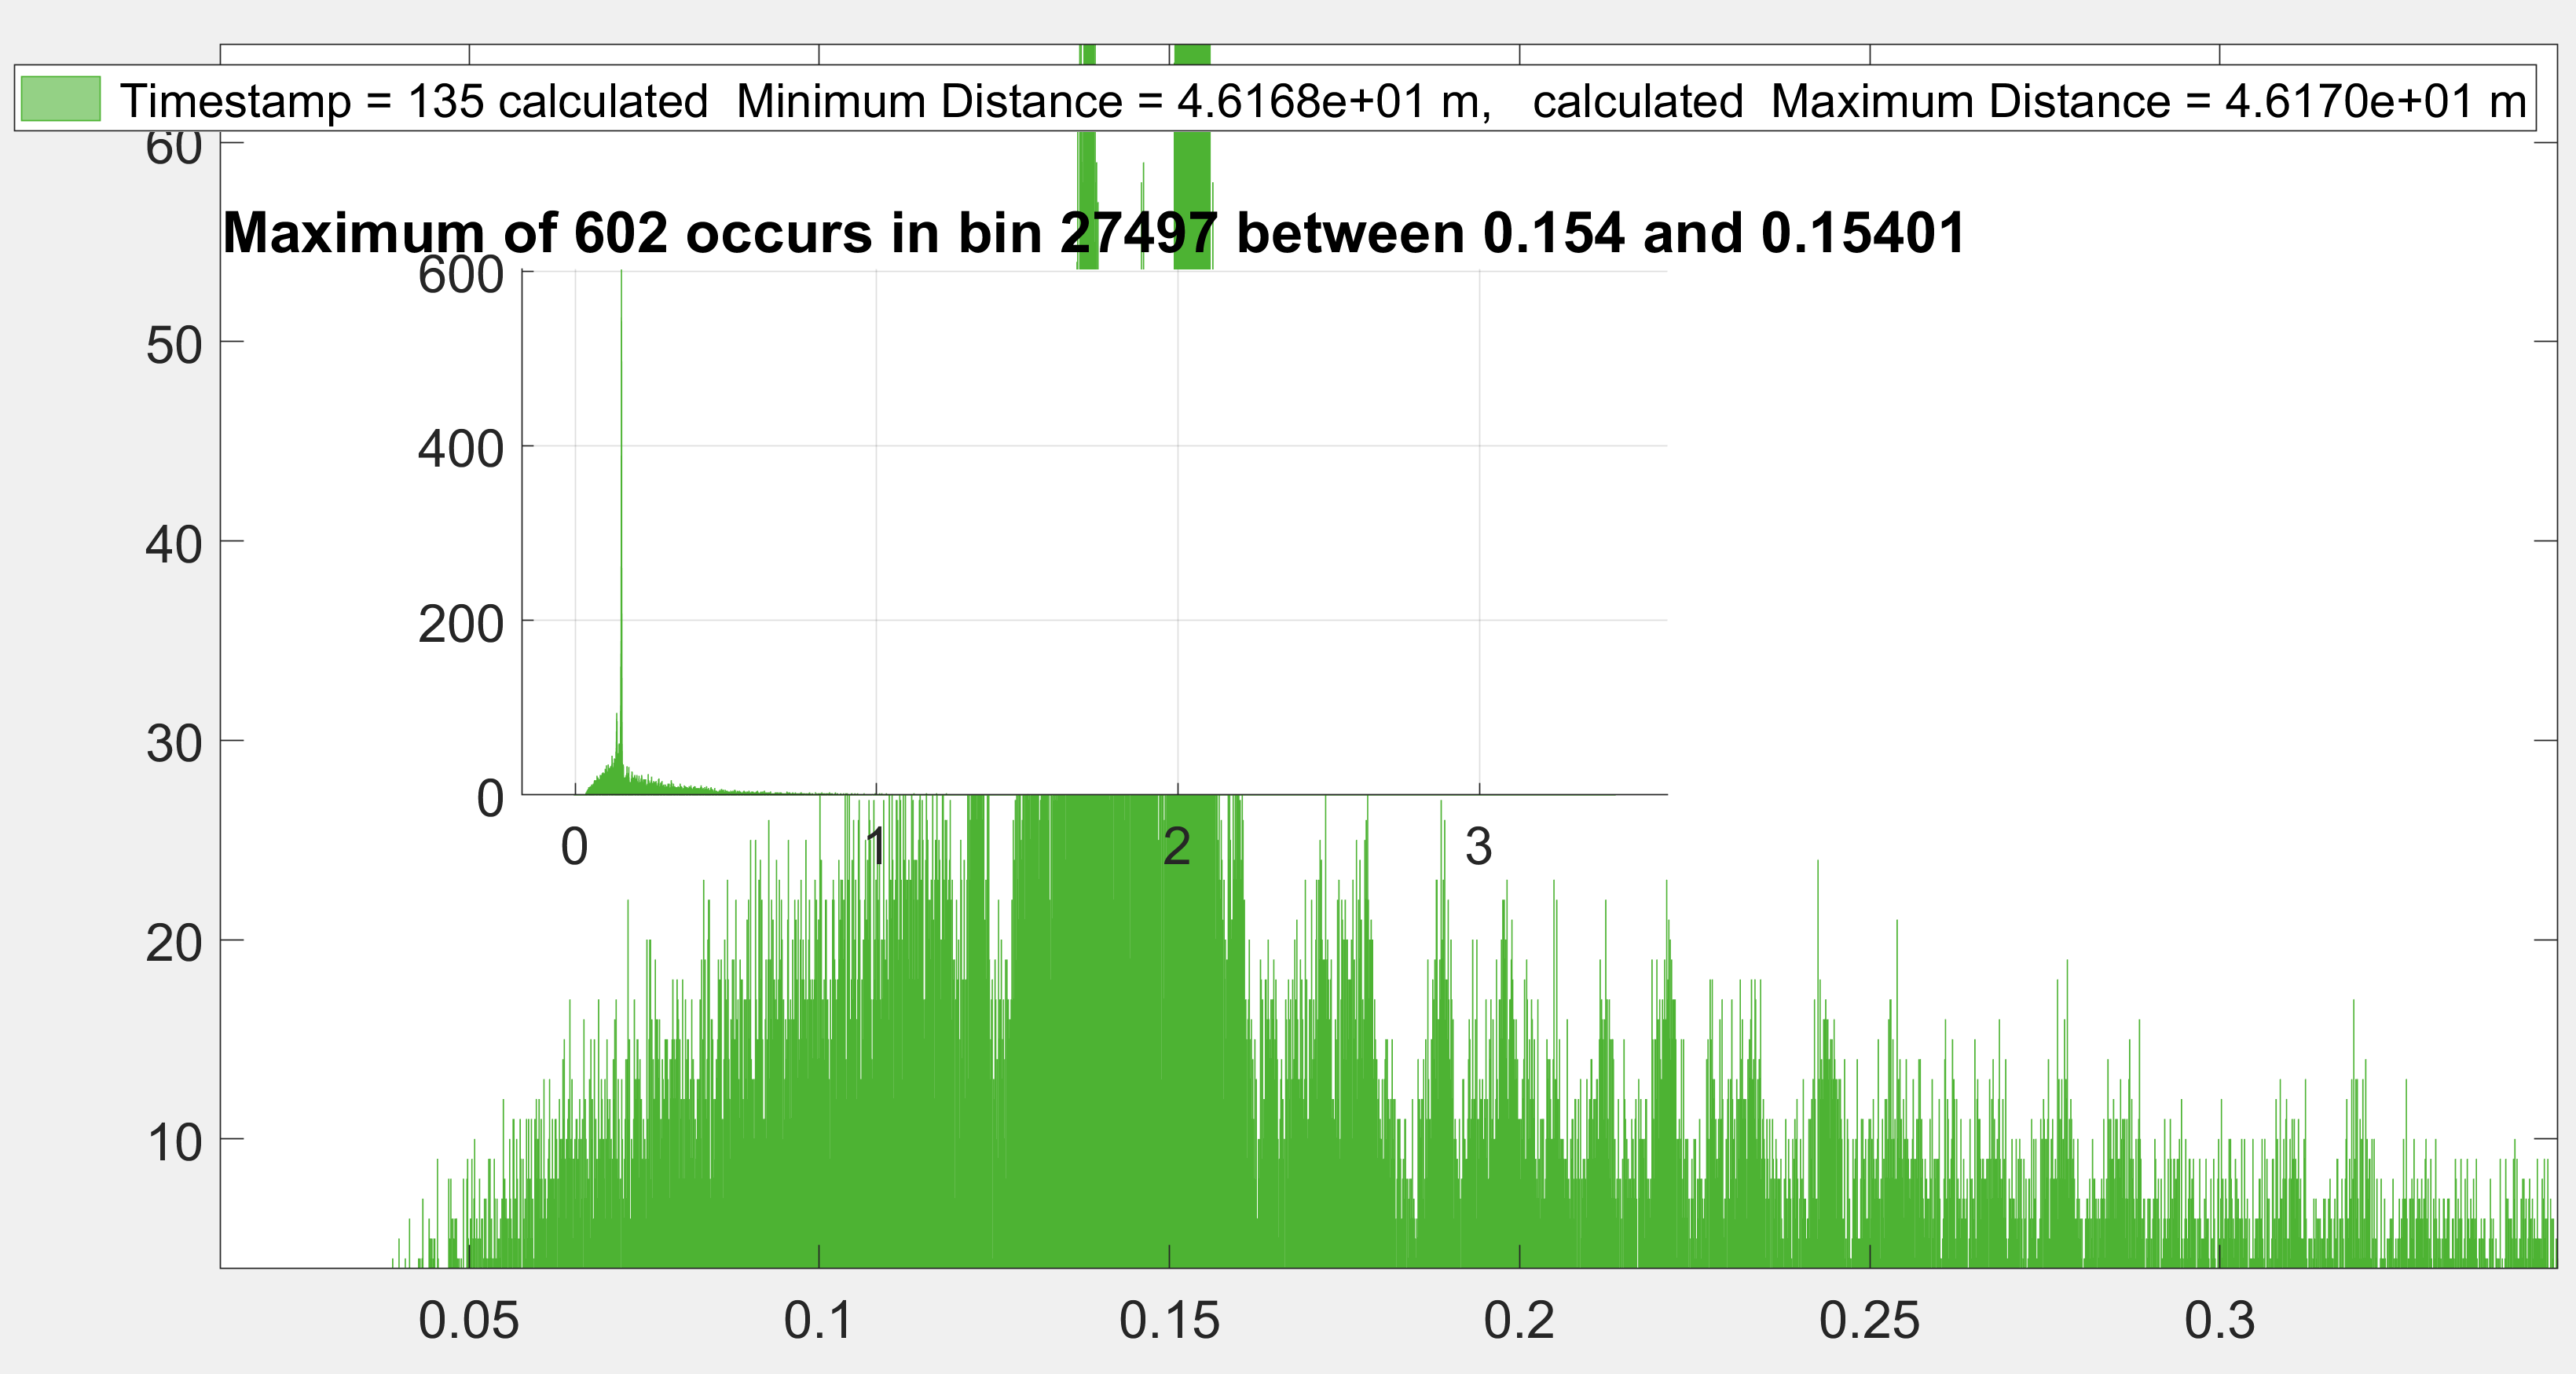 Timestamp = 135 calculated  Minimum Distance = 4.6168e+01 m,   calculated  Maximum Distance = 4.6170e+01 m
60
Maximum of 602 occurs in bin 27497 between 0.154 and 0.15401
600
50
400
40
200
30
0
0 1 2 3
20
10
0.05 0.1 0.15 0.2 0.25 0.3